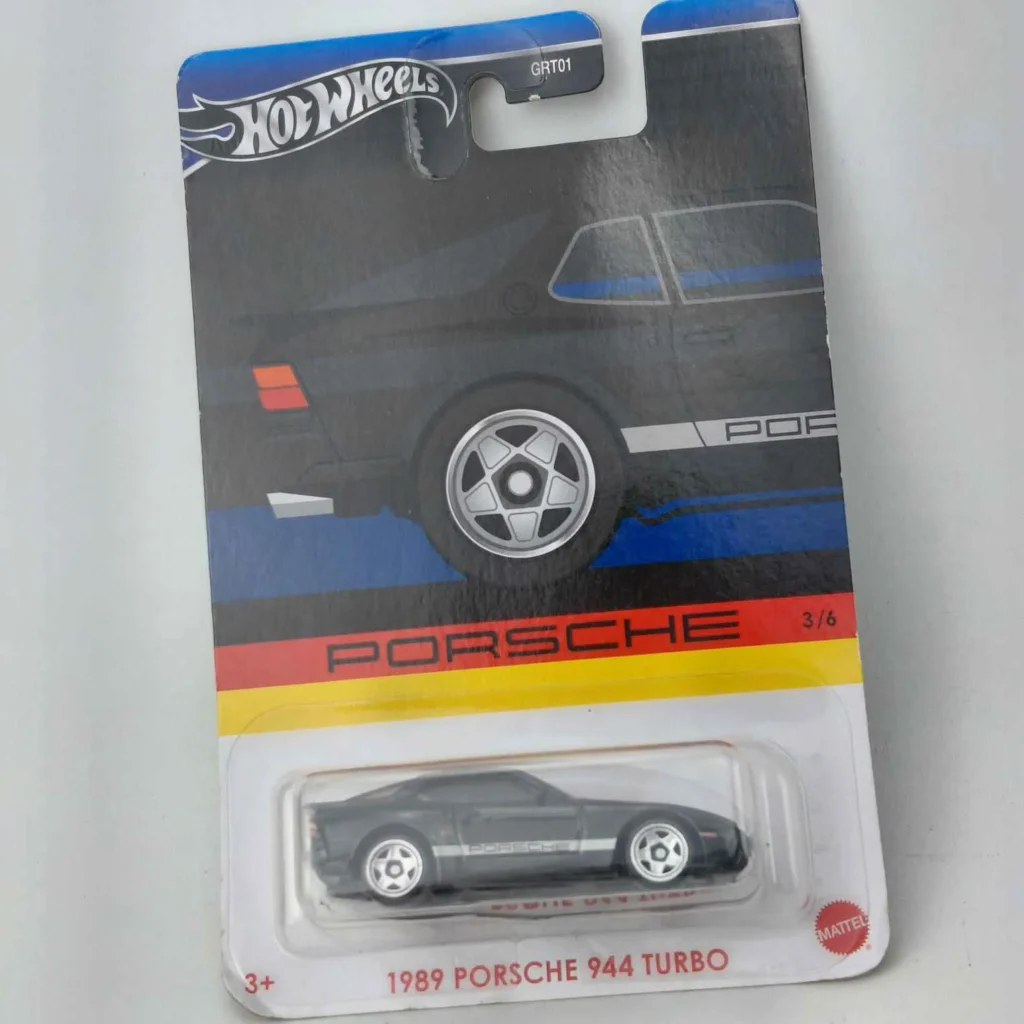 GRT01
HOT WHEELS
POR
PORSCHE
3/6
PORSCHE
MATTEL
3+
1989 PORSCHE 944 TURBO